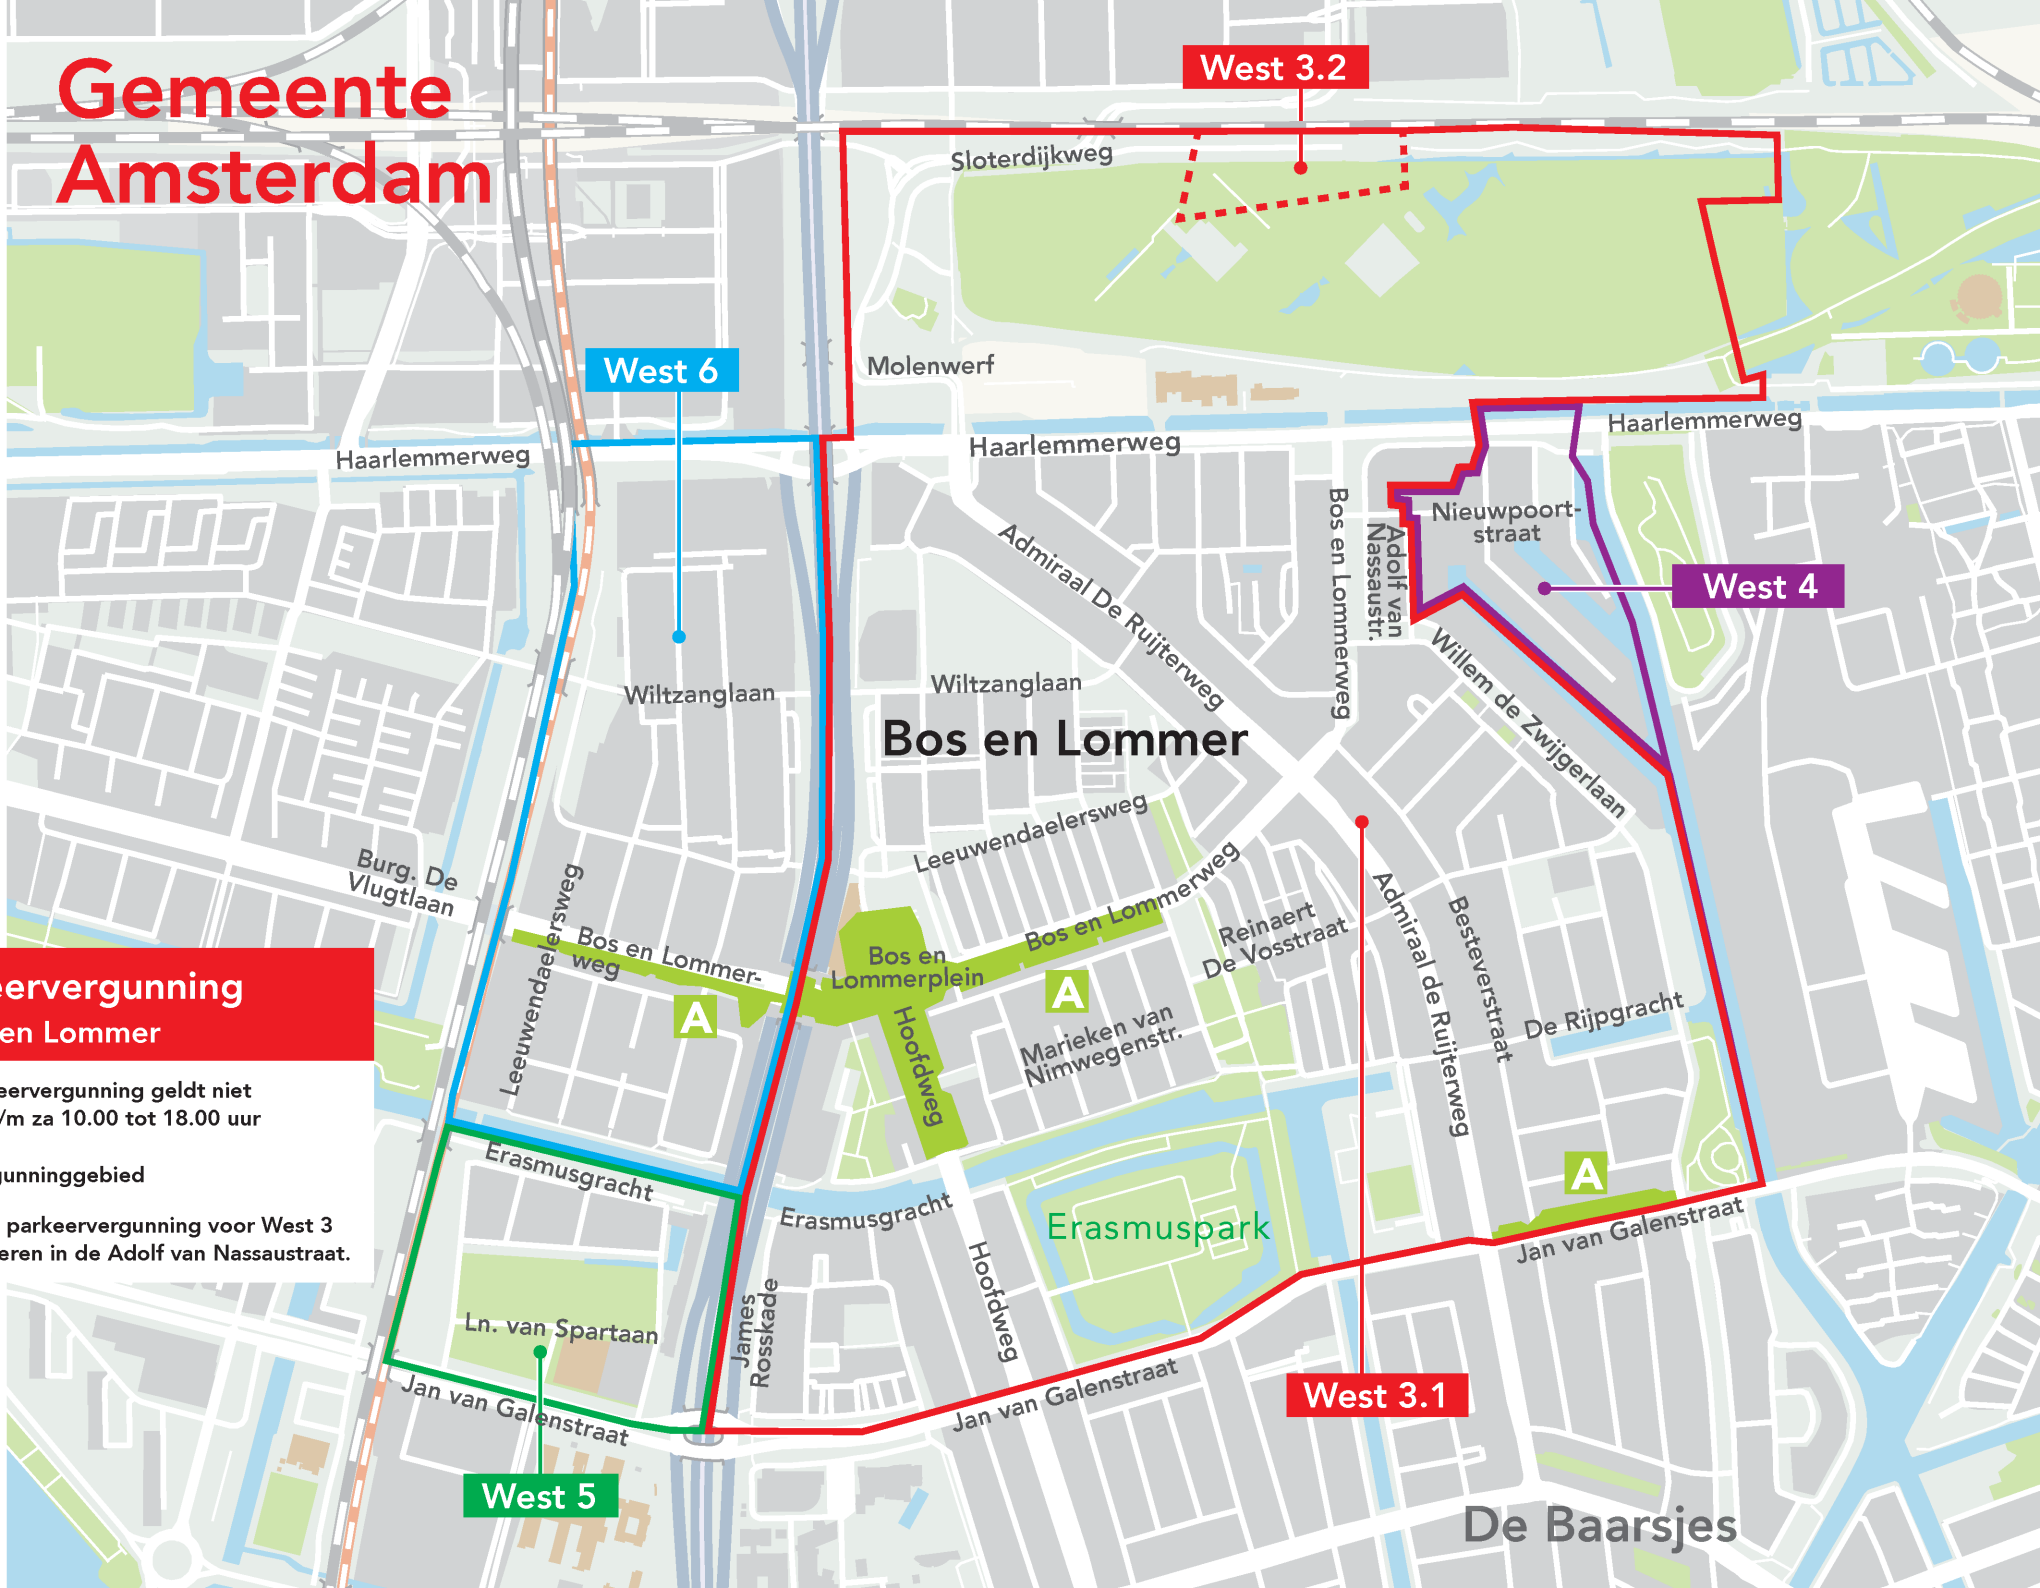 Gemeente
Amsterdam
West 3.2
Sloterdijkweg
West 6
Molenwerf
Haarlemmerweg
Haarlemmerweg
Haarlemmerweg
Bos en Lommerweg
Adolf van
Nassaustr.
Nieuwpoort-
straat
West 4
Admiraal De Ruijterweg
Willem de Zwijgerlaan
Wiltzanglaan
Wiltzanglaan
Bos en Lommer
Leeuwendaelersweg
Burg. De
Vlugtlaan
Leeuwendaelersweg
Bos en Lommer-
weg
A
Bos en
Lommerplein
Bos en Lommerweg
A
Reinaert
De Vosstraat
Admiraal de Ruijterweg
Besteverstraat
De Rijpgracht
Hoofdweg
Marieken van
Nimwegenstr.
eervergunning
en Lommer
eervergunning geldt niet
/m za 10.00 tot 18.00 uur
gunninggebied
parkeervergunning voor West 3
eren in de Adolf van Nassaustraat.
Erasmusgracht
Erasmusgracht
Erasmuspark
A
Jan van Galenstraat
Hoofdweg
James
Rosskade
Ln. van Spartaan
Jan van Galenstraat
Jan van Galenstraat
West 3.1
West 5
De Baarsjes